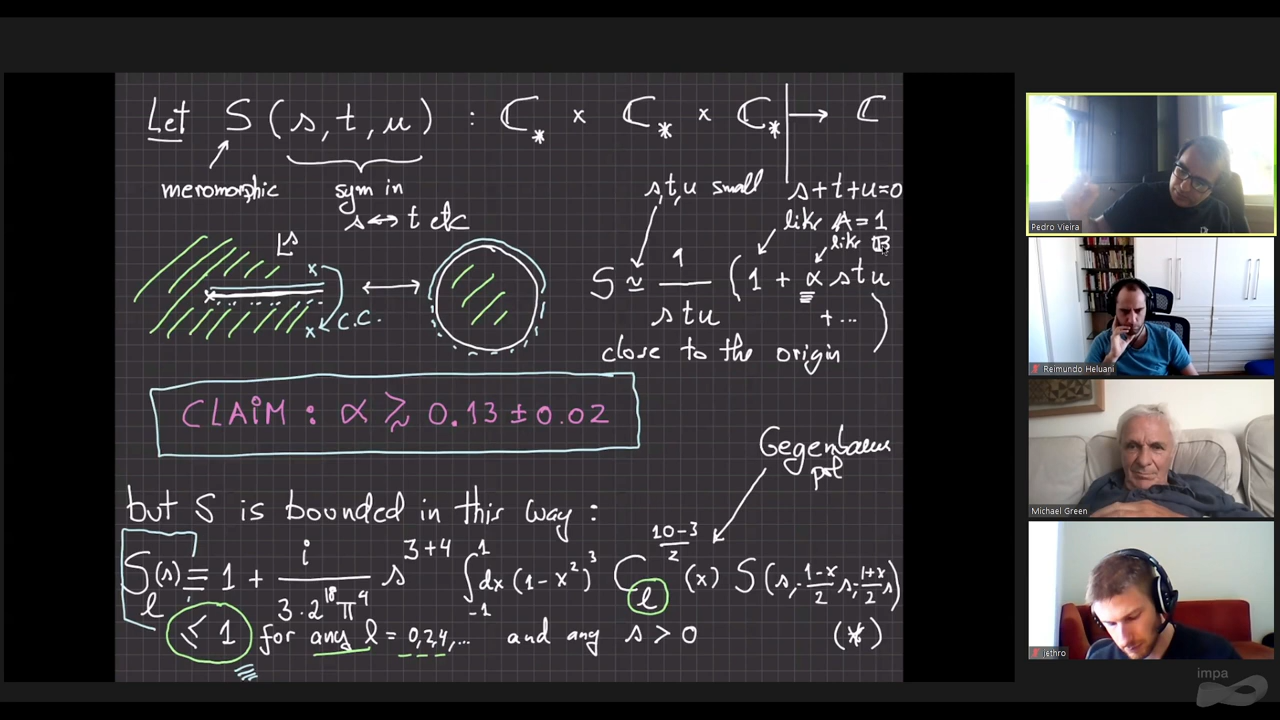 Let S (s, t, u) : ℂ* × ℂ* × ℂ* → ℂ
meromorphic
sym in
s ↔ t etc
s, t, u small
s+t+u=0
like A = 1
like B
s
x
x
c.c.
S ≃ 1/stu (1 + α stu + ...)
close to the origin
CLAiM : α ≳ 0.13 ± 0.02
Gegenbauer
pol
but S is bounded in this way :
S_l(s) ≡ 1 + i/(3·2^18 π^4) s^(3+4) ∫_{-1}^{1} dx (1-x²)³ C_l^{(10-3)/2} (x) S(s, -(1-x)/2 s, -(1+x)/2 s)
≤ 1 for any l = 0,2,4,... and any s > 0 (*)
Pedro Vieira
Reimundo Heluani
Michael Green
jethro
impa